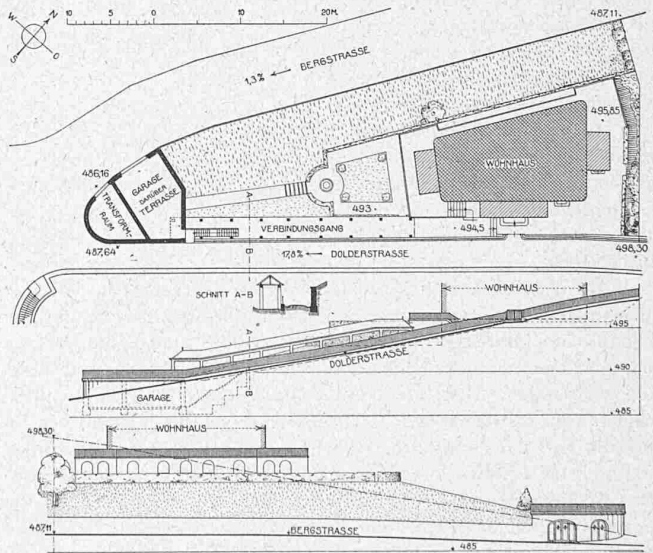 10 5 0 10 20 M.
487,11
W N
S O
1,3% ← BERGSTRASSE
495,85
WOHNHAUS
486,16
GARAGE
DARÜBER
TERRASSE
TRANSFORM.-
RAUM
A
493
VERBINDUNGSGANG
494,5
487,64
B
17,8% ← DOLDERSTRASSE
498,30
SCHNITT A-B
WOHNHAUS
A
495
DOLDERSTRASSE
490
B
GARAGE
485
498,30
WOHNHAUS
487,11
BERGSTRASSE
485